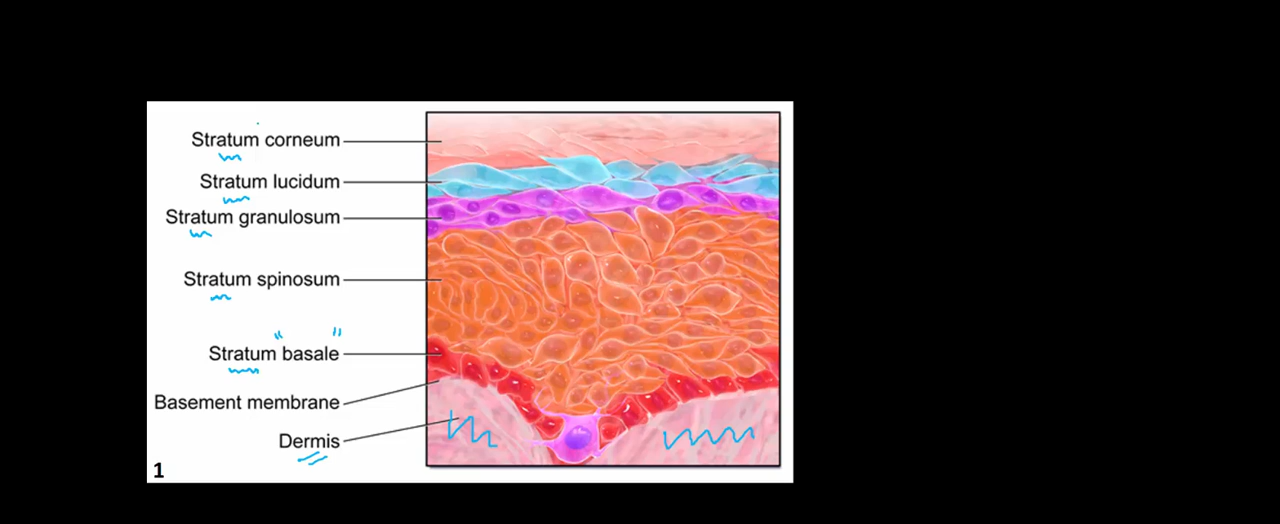 Stratum corneum
Stratum lucidum
Stratum granulosum
Stratum spinosum
Stratum basale
Basement membrane
Dermis
1